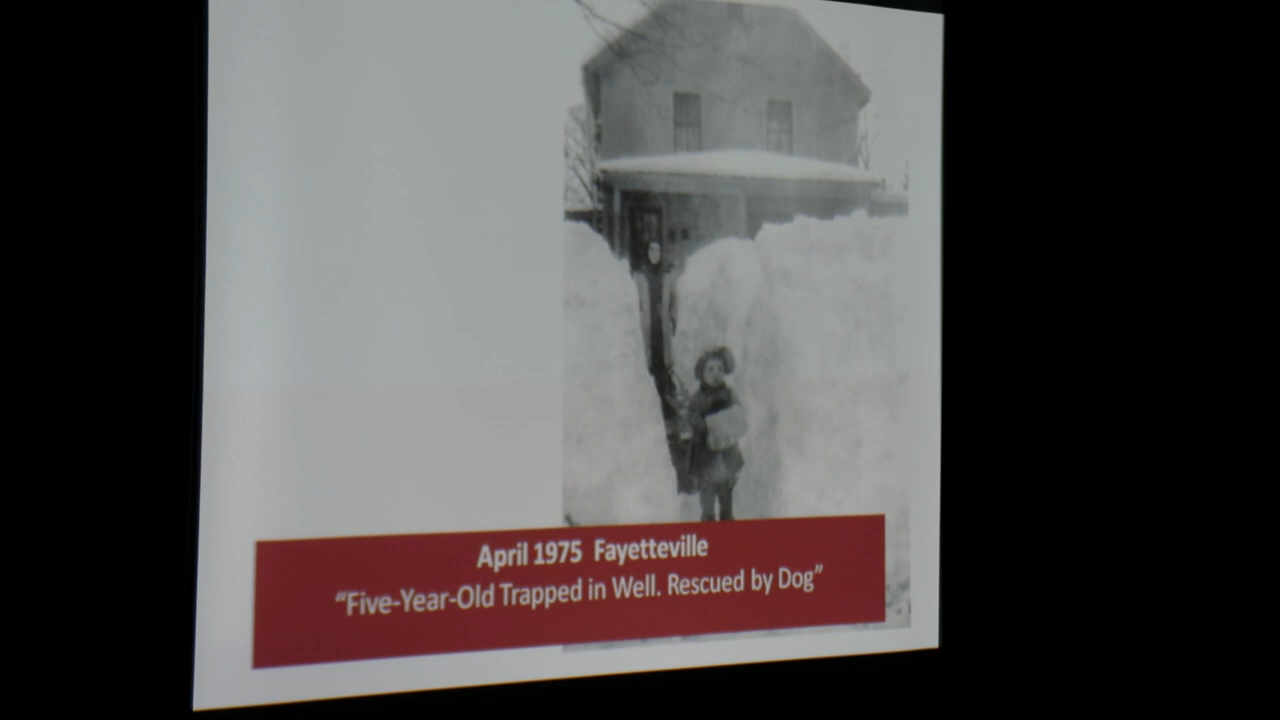 April 1975 Fayetteville
“Five-Year-Old Trapped in Well. Rescued by Dog”